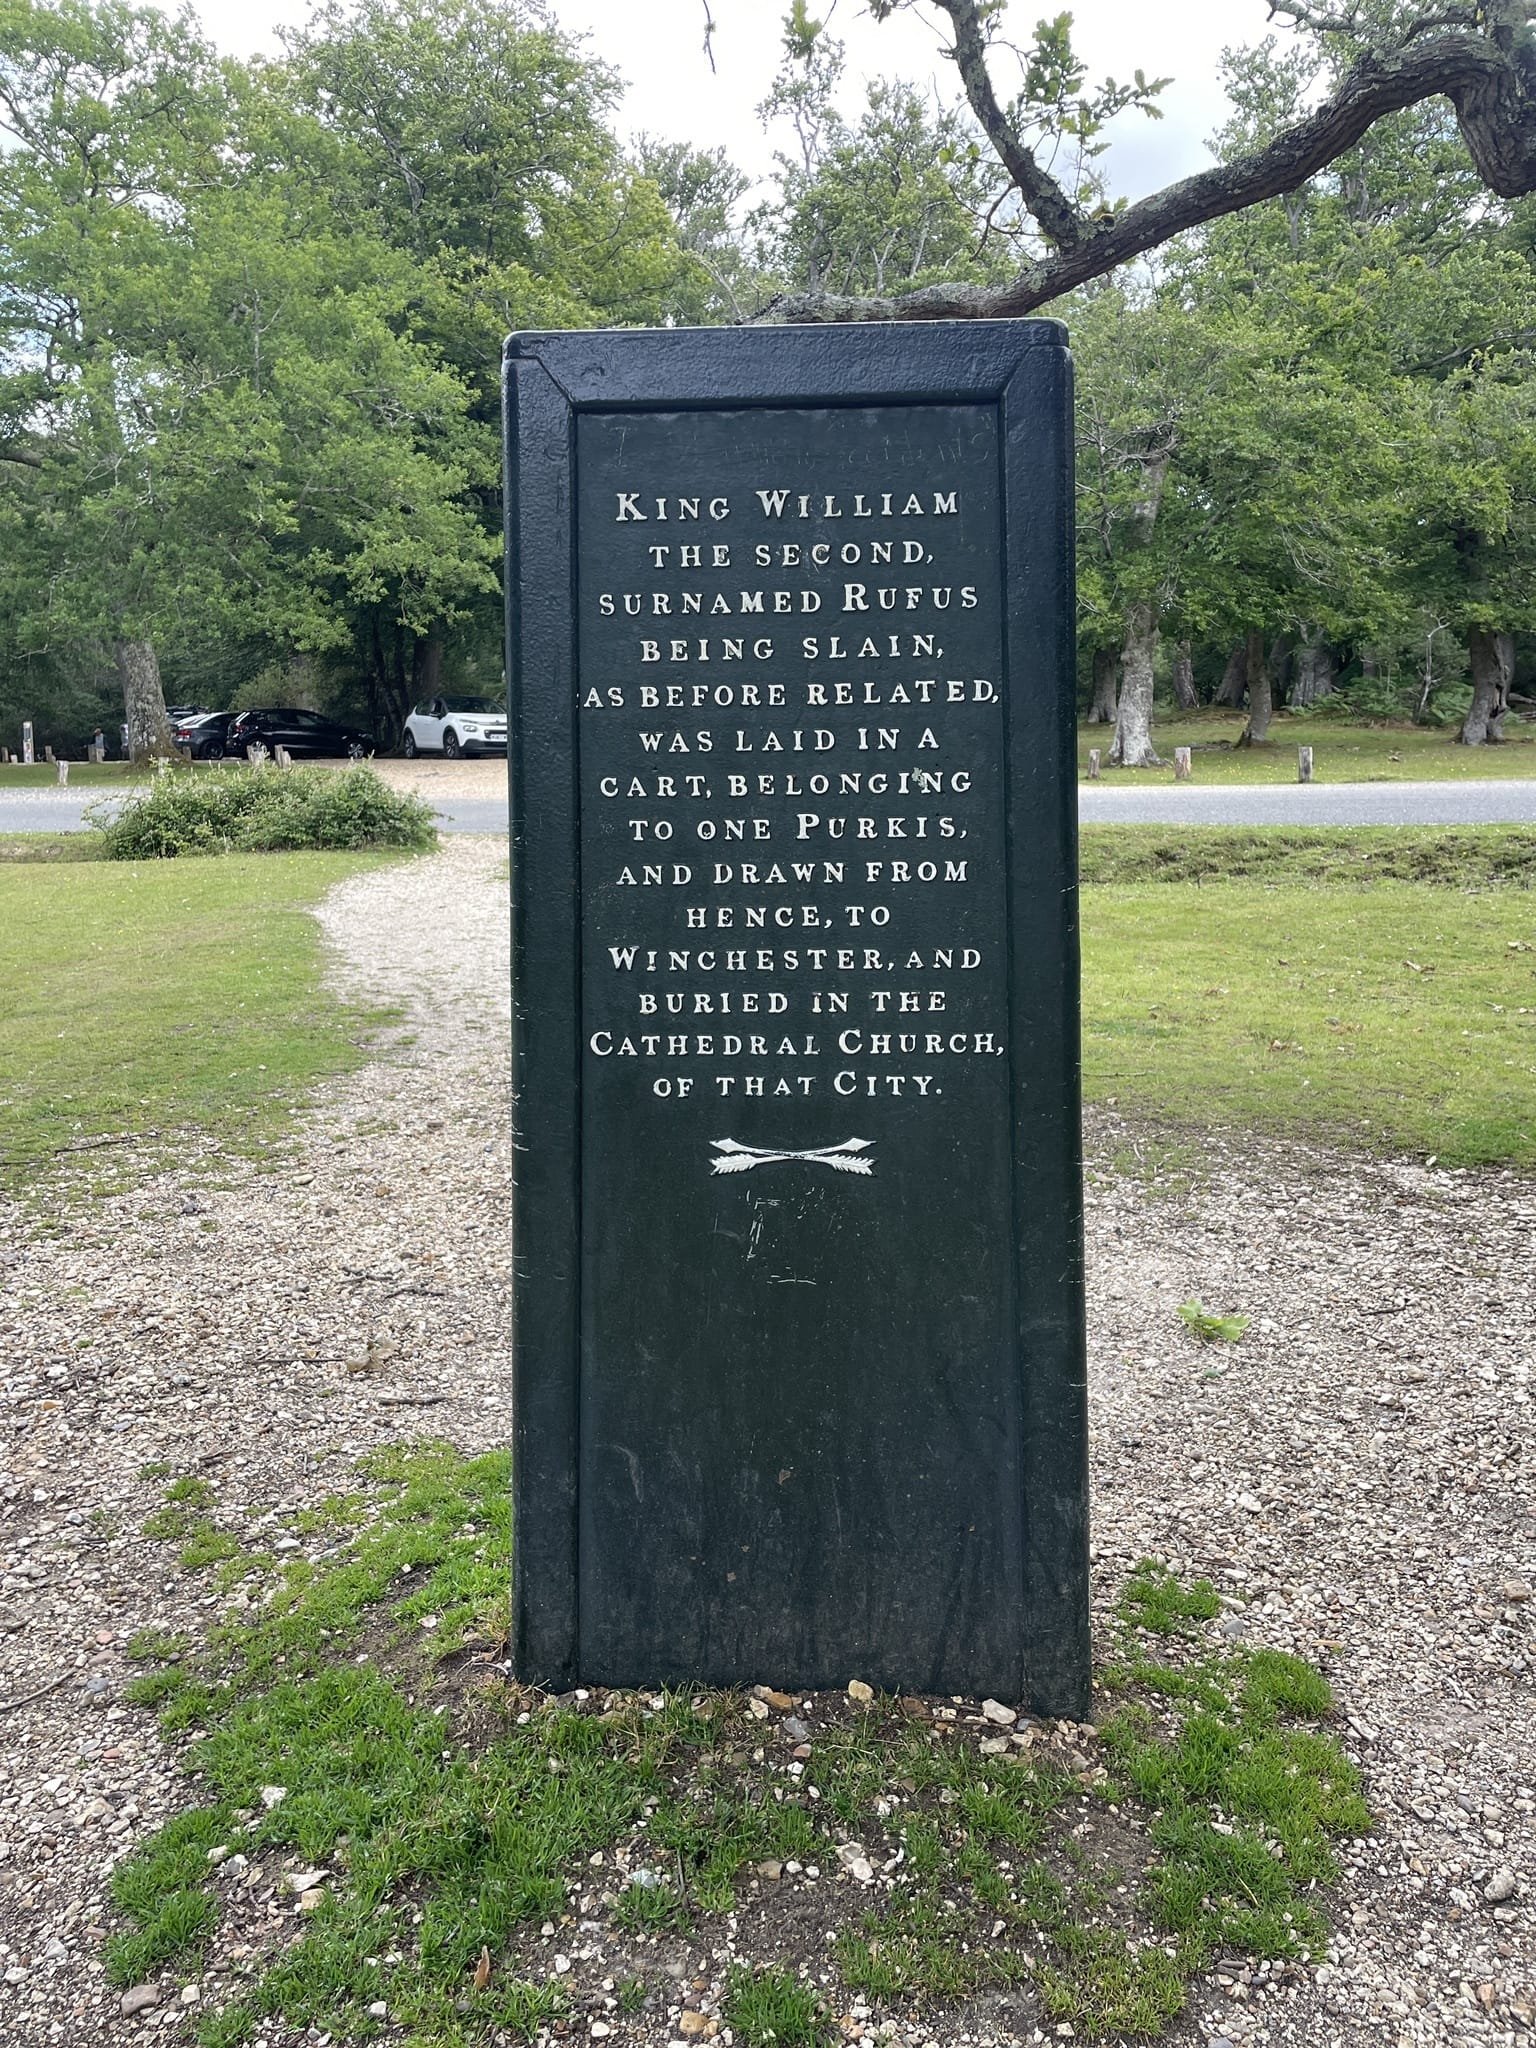 KING WILLIAM
THE SECOND,
SURNAMED RUFUS
BEING SLAIN,
AS BEFORE RELATED,
WAS LAID IN A
CART, BELONGING
TO ONE PURKIS,
AND DRAWN FROM
HENCE, TO
WINCHESTER, AND
BURIED IN THE
CATHEDRAL CHURCH,
OF THAT CITY.